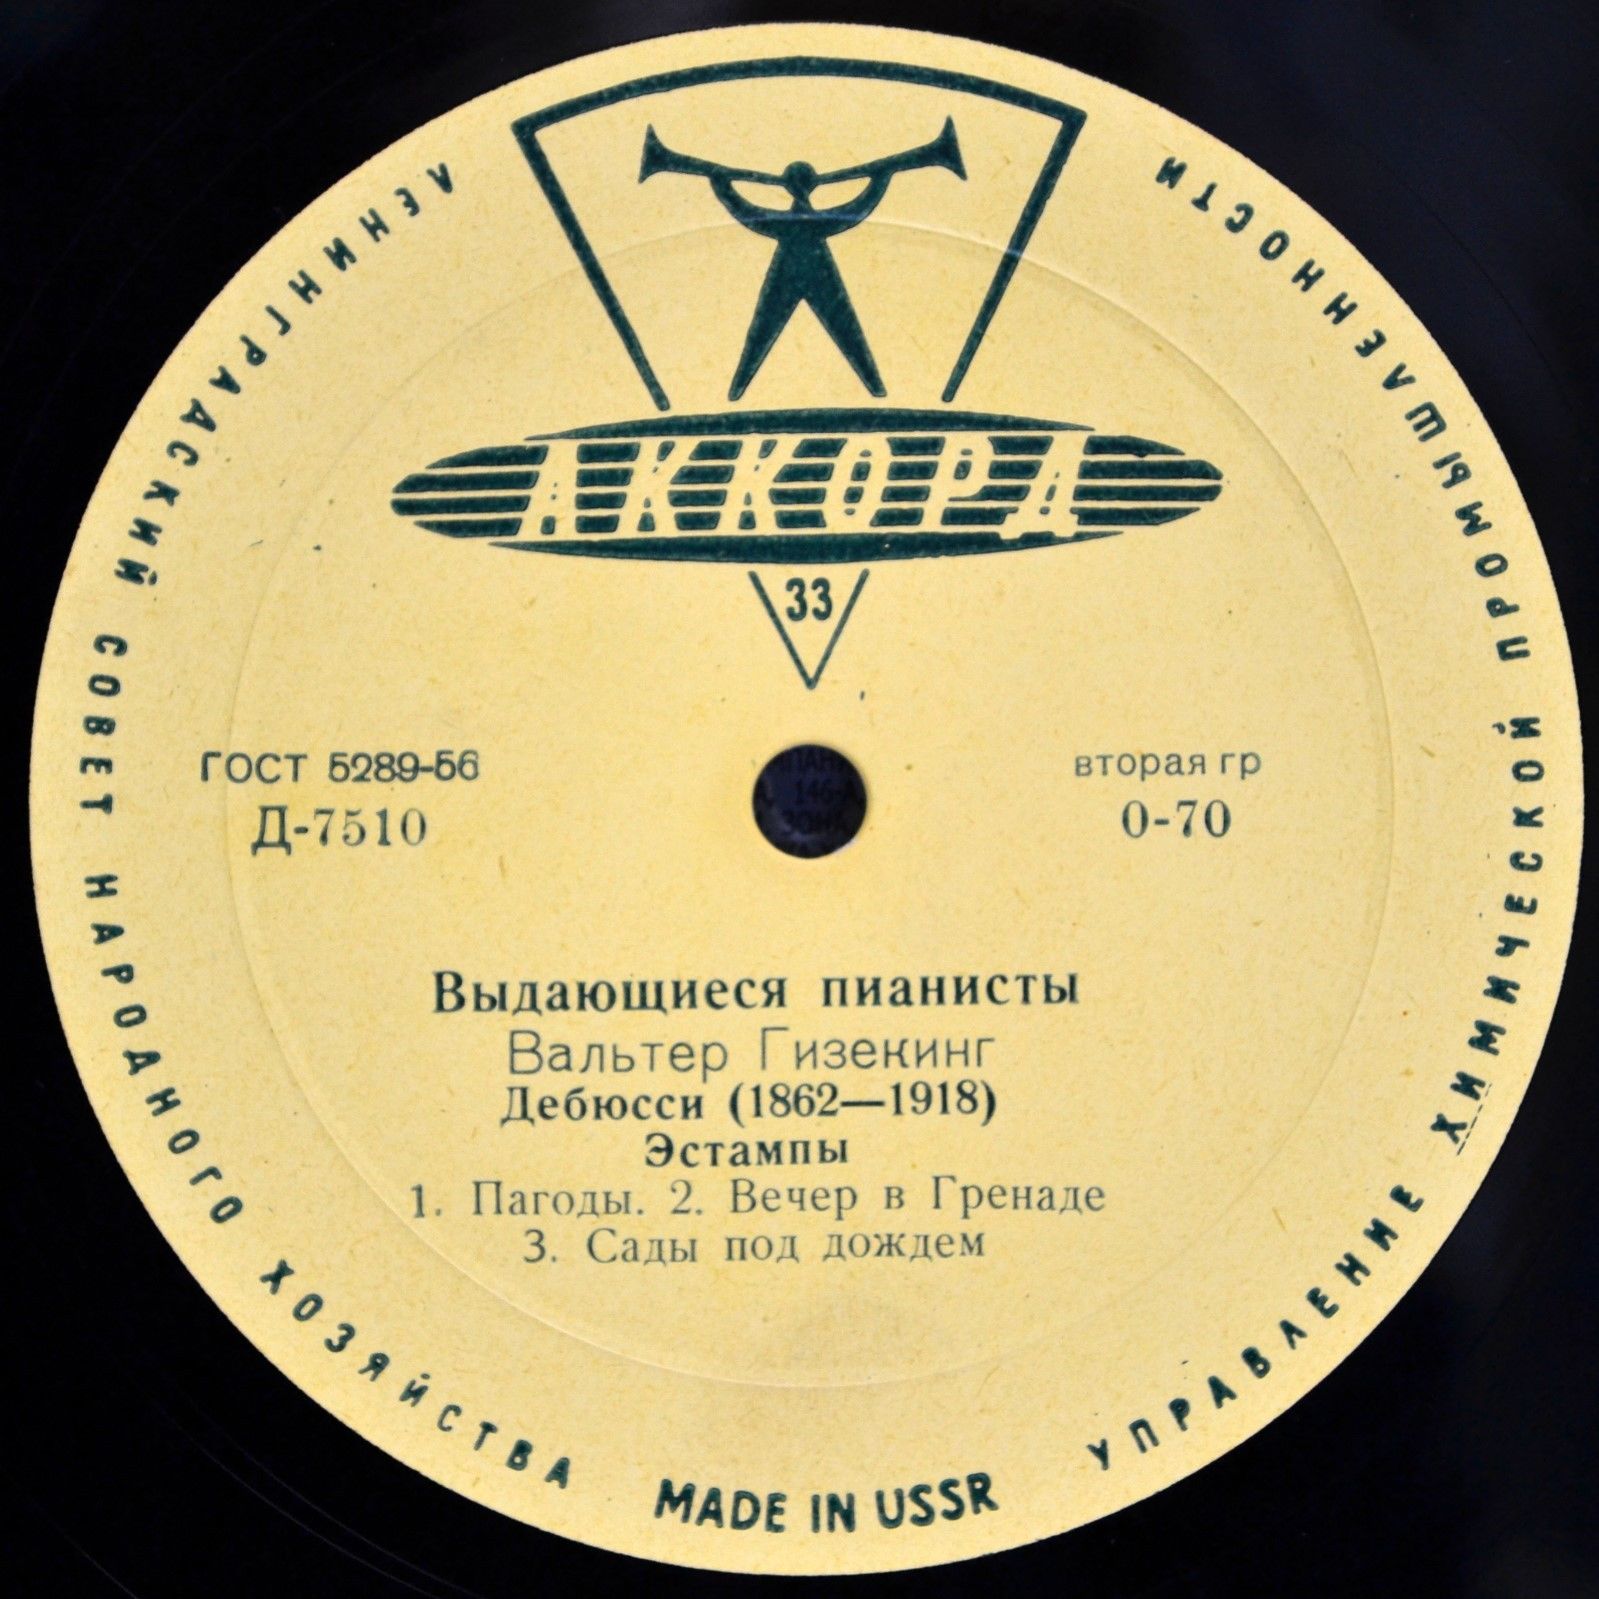 АККОРД
33
ГОСТ 5289-56
Д-7510
вторая гр
0-70
Выдающиеся пианисты
Вальтер Гизекинг
Дебюсси (1862—1918)
Эстампы
1. Пагоды. 2. Вечер в Гренаде
3. Сады под дождем
ЛЕНИНГРАДСКИЙ СОВЕТ НАРОДНОГО ХОЗЯЙСТВА
MADE IN USSR
УПРАВЛЕНИЕ ХИМИЧЕСКОЙ ПРОМЫШЛЕННОСТИ